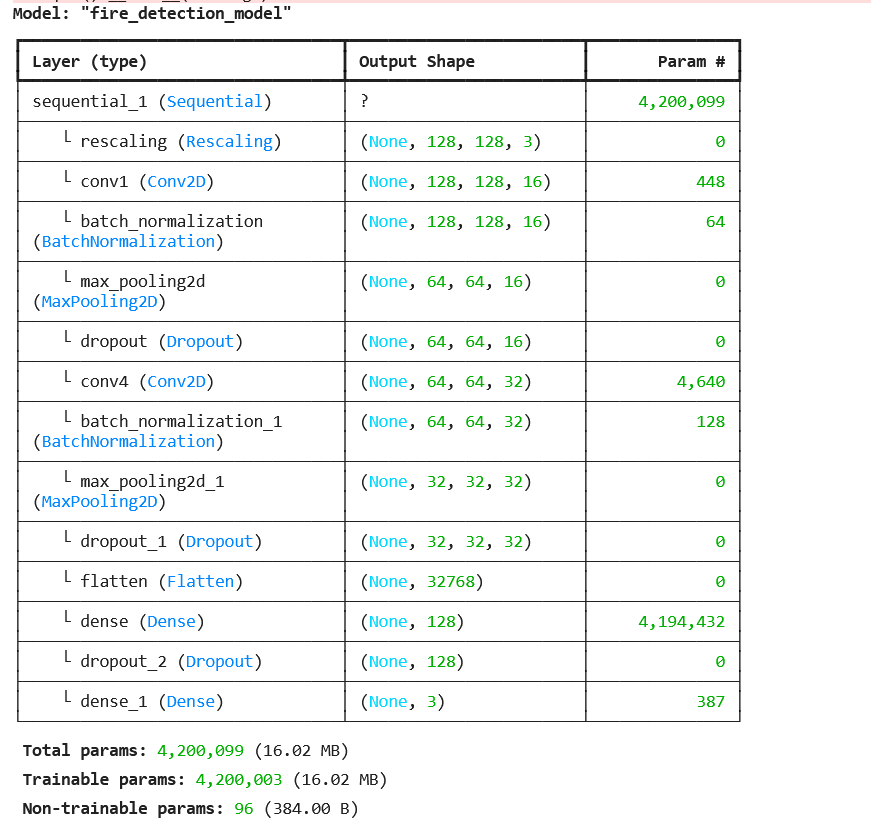 Model: "fire_detection_model"
Layer (type) Output Shape Param #
sequential_1 (Sequential) ? 4,200,099
└ rescaling (Rescaling) (None, 128, 128, 3) 0
└ conv1 (Conv2D) (None, 128, 128, 16) 448
└ batch_normalization (None, 128, 128, 16) 64
(BatchNormalization)
└ max_pooling2d (None, 64, 64, 16) 0
(MaxPooling2D)
└ dropout (Dropout) (None, 64, 64, 16) 0
└ conv4 (Conv2D) (None, 64, 64, 32) 4,640
└ batch_normalization_1 (None, 64, 64, 32) 128
(BatchNormalization)
└ max_pooling2d_1 (None, 32, 32, 32) 0
(MaxPooling2D)
└ dropout_1 (Dropout) (None, 32, 32, 32) 0
└ flatten (Flatten) (None, 32768) 0
└ dense (Dense) (None, 128) 4,194,432
└ dropout_2 (Dropout) (None, 128) 0
└ dense_1 (Dense) (None, 3) 387
Total params: 4,200,099 (16.02 MB)
Trainable params: 4,200,003 (16.02 MB)
Non-trainable params: 96 (384.00 B)